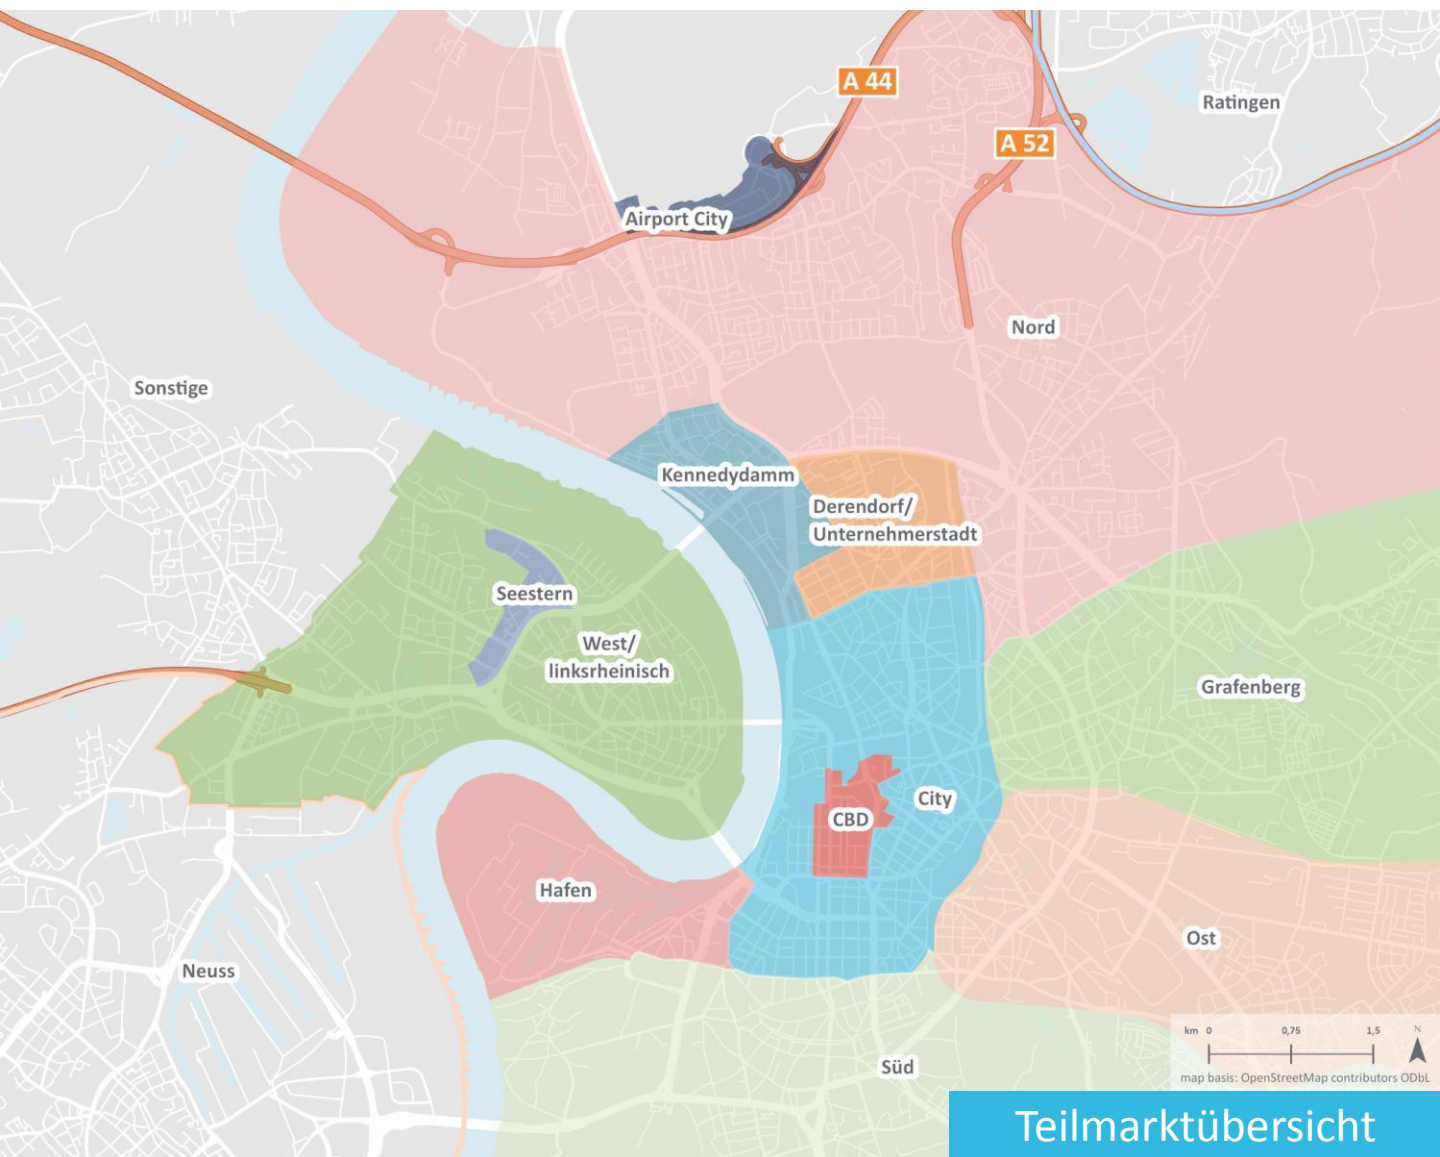 A 44
Ratingen
A 52
Airport City
Nord
Sonstige
Kennedydamm
Derendorf/
Unternehmerstadt
Seestern
West/
linksrheinisch
Grafenberg
City
CBD
Hafen
Ost
Neuss
km 0 0,75 1,5 N
Süd
map basis: OpenStreetMap contributors ODbL
Teilmarktübersicht